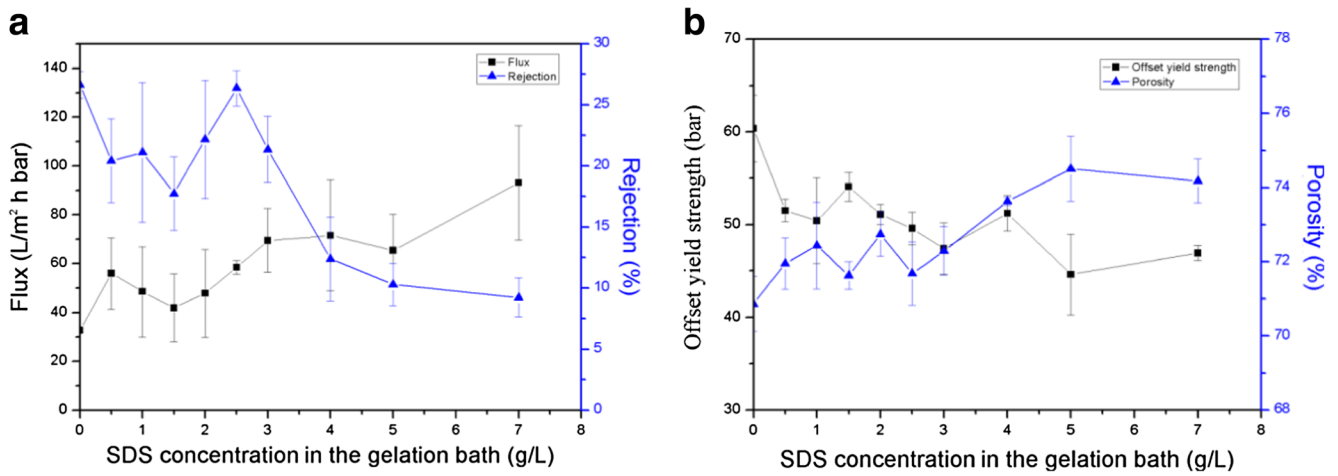 a
Flux
Rejection
Flux (L/m² h bar)
140
120
100
80
60
40
20
0
30
25
20
15
10
5
0
Rejection (%)
0 1 2 3 4 5 6 7 8
SDS concentration in the gelation bath (g/L)
b
Offset yield strength
Porosity
Offset yield strength (bar)
70
60
50
40
30
78
76
74
72
70
68
Porosity (%)
0 1 2 3 4 5 6 7 8
SDS concentration in the gelation bath (g/L)